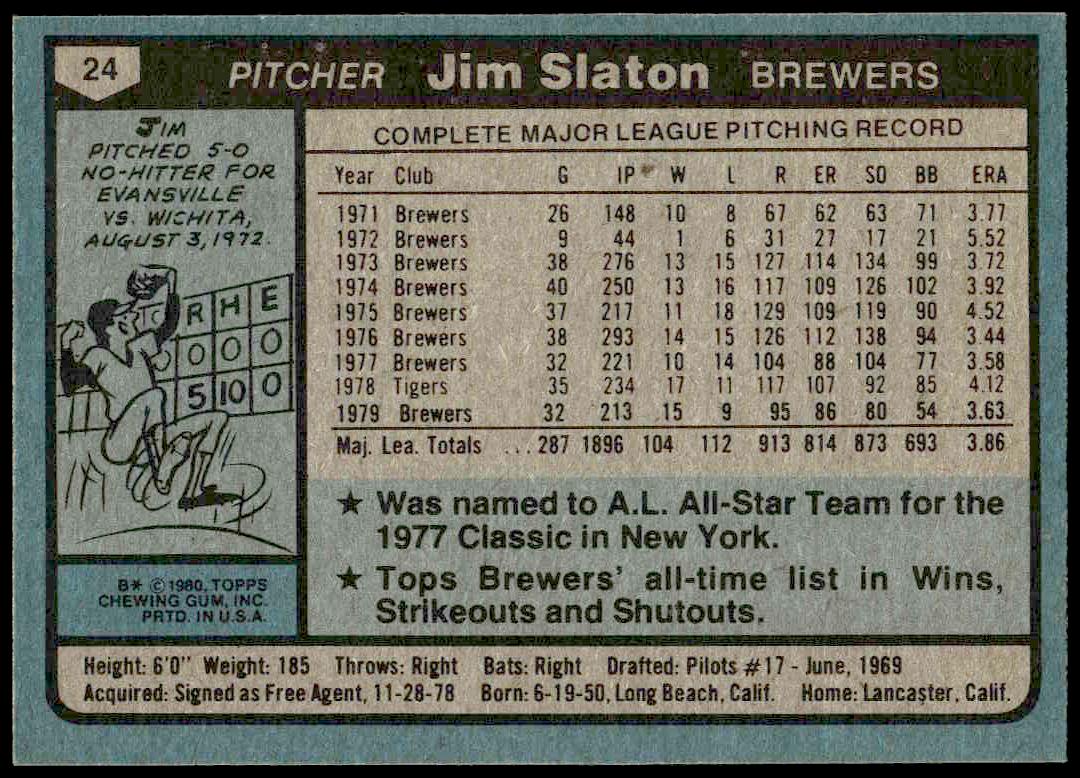 24
PITCHER Jim Slaton BREWERS
JIM
PITCHED 5-0
NO-HITTER FOR
EVANSVILLE
VS. WICHITA,
AUGUST 3, 1972.
R H E
0 0 0
5 10 0
B* © 1980, TOPPS
CHEWING GUM, INC.
PRTD. IN U.S.A.
COMPLETE MAJOR LEAGUE PITCHING RECORD
Year Club G IP W L R ER SO BB ERA
1971 Brewers 26 148 10 8 67 62 63 71 3.77
1972 Brewers 9 44 1 6 31 27 17 21 5.52
1973 Brewers 38 276 13 15 127 114 134 99 3.72
1974 Brewers 40 250 13 16 117 109 126 102 3.92
1975 Brewers 37 217 11 18 129 109 119 90 4.52
1976 Brewers 38 293 14 15 126 112 138 94 3.44
1977 Brewers 32 221 10 14 104 88 104 77 3.58
1978 Tigers 35 234 17 11 117 107 92 85 4.12
1979 Brewers 32 213 15 9 95 86 80 54 3.63
Maj. Lea. Totals ... 287 1896 104 112 913 814 873 693 3.86
★ Was named to A.L. All-Star Team for the
1977 Classic in New York.
★ Tops Brewers' all-time list in Wins,
Strikeouts and Shutouts.
Height: 6'0" Weight: 185 Throws: Right Bats: Right Drafted: Pilots #17 - June, 1969
Acquired: Signed as Free Agent, 11-28-78 Born: 6-19-50, Long Beach, Calif. Home: Lancaster, Calif.